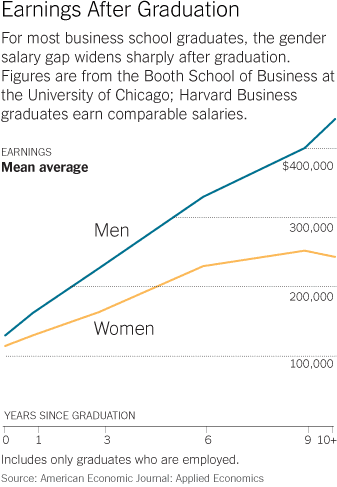 Earnings After Graduation
For most business school graduates, the gender
salary gap widens sharply after graduation.
Figures are from the Booth School of Business at
the University of Chicago; Harvard Business
graduates earn comparable salaries.
EARNINGS
Mean average
$400,000
Men
300,000
200,000
Women
100,000
YEARS SINCE GRADUATION
0 1 3 6 9 10+
Includes only graduates who are employed.
Source: American Economic Journal: Applied Economics